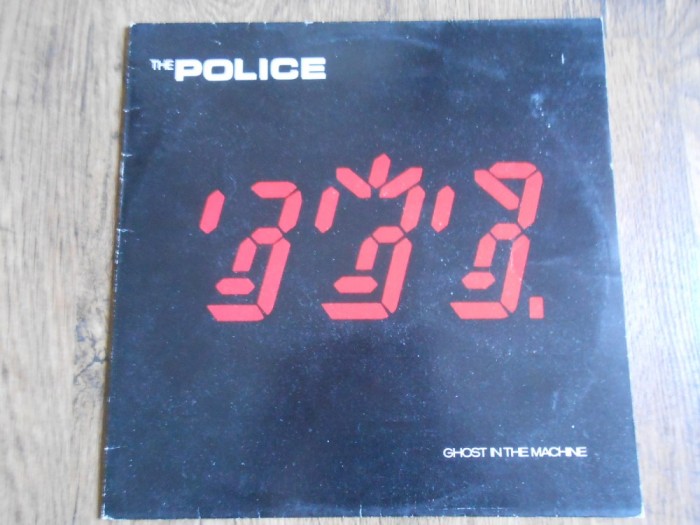 THE POLICE
GHOST IN THE MACHINE